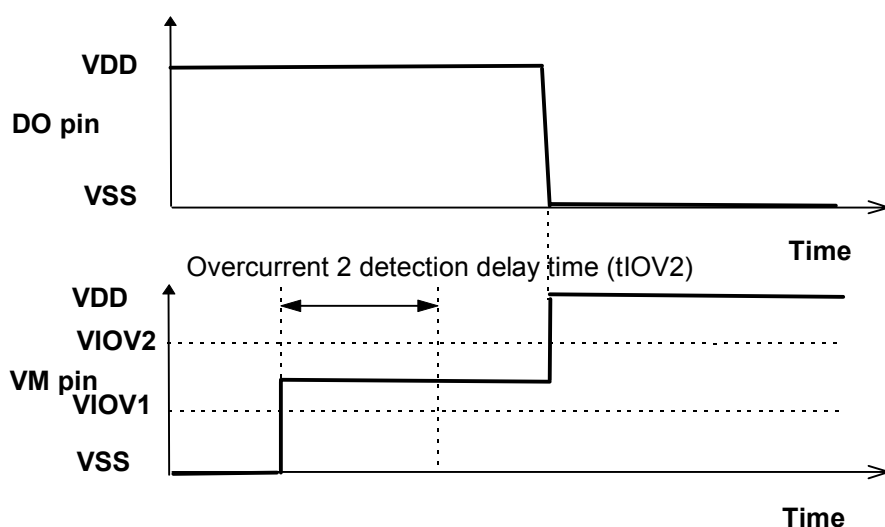 VDD
DO pin
VSS
Time
Overcurrent 2 detection delay time (tIOV2)
VDD
VIOV2
VM pin
VIOV1
VSS
Time